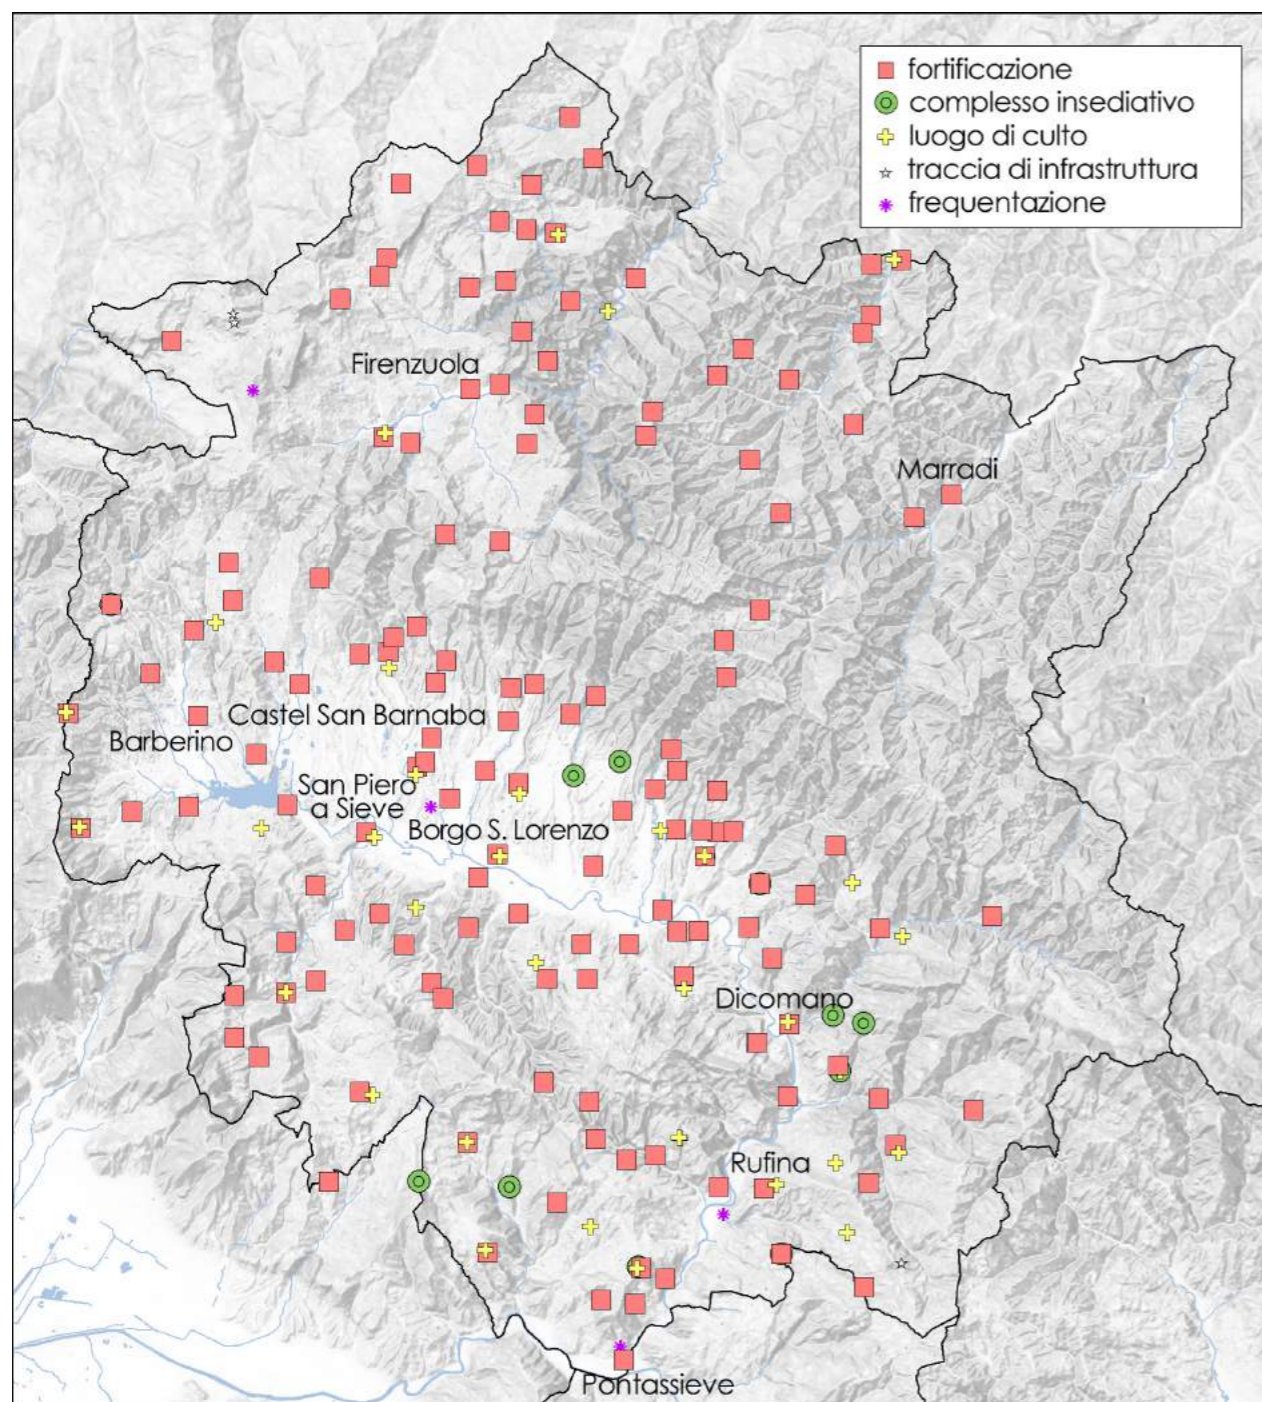 fortificazione
complesso insediativo
luogo di culto
traccia di infrastruttura
frequentazione
Firenzuola
Marradi
Castel San Barnaba
Barberino
San Piero
a Sieve
Borgo S. Lorenzo
Dicomano
Rufina
Pontassieve